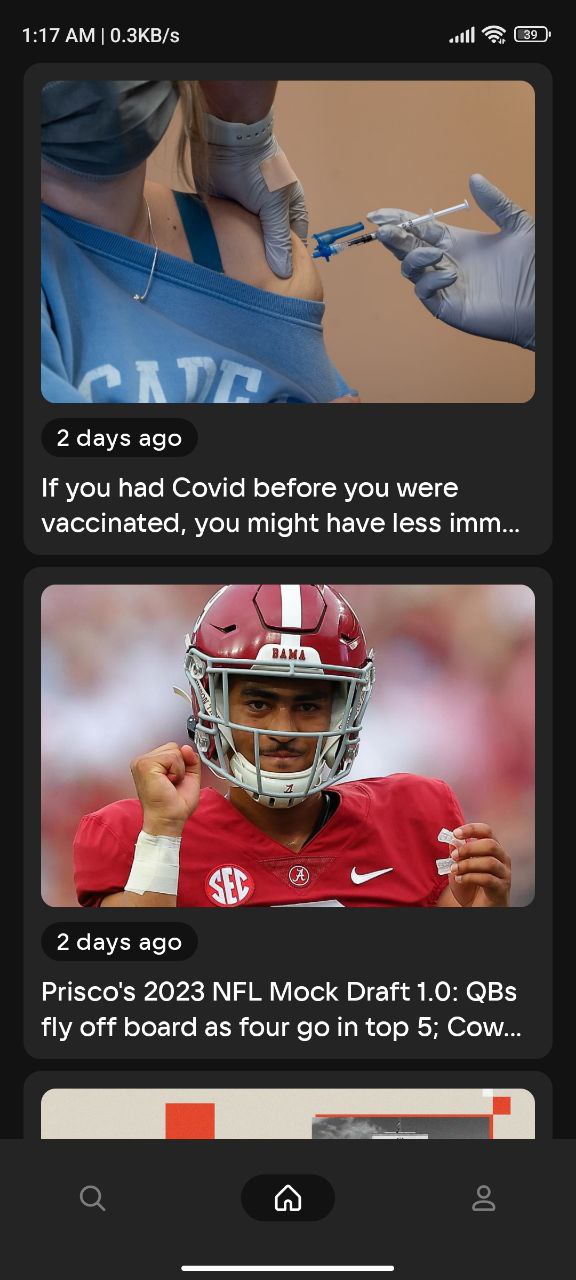 1:17 AM | 0.3KB/s
39
CAPE
2 days ago
If you had Covid before you were
vaccinated, you might have less imm...
BAMA
SEC
A
2 days ago
Prisco's 2023 NFL Mock Draft 1.0: QBs
fly off board as four go in top 5; Cow...